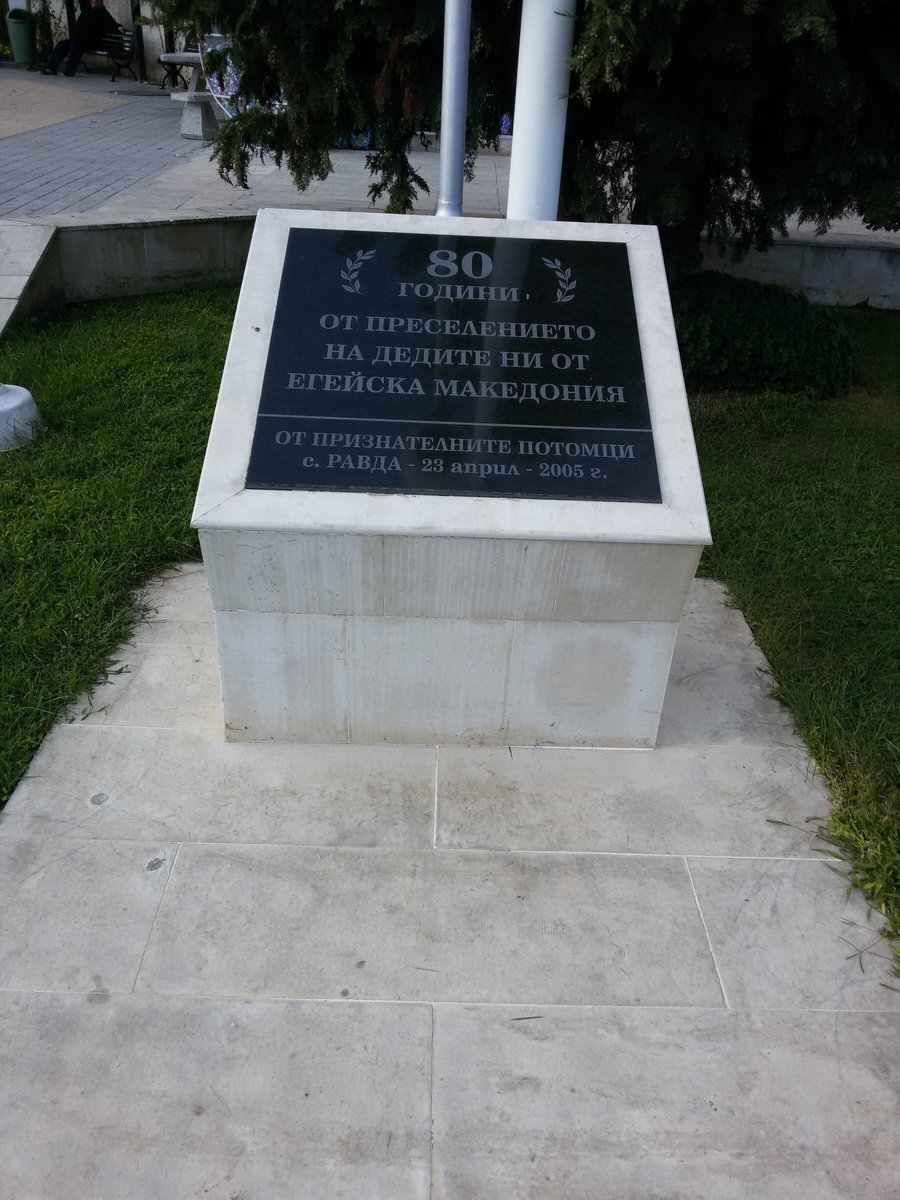 80
ГОДИНИ
ОТ ПРЕСЕЛЕНИЕТО
НА ДЕДИТЕ НИ ОТ
ЕГЕЙСКА МАКЕДОНИЯ
ОТ ПРИЗНАТЕЛНИТЕ ПОТОМЦИ
с. РАВДА - 23 април - 2005 г.